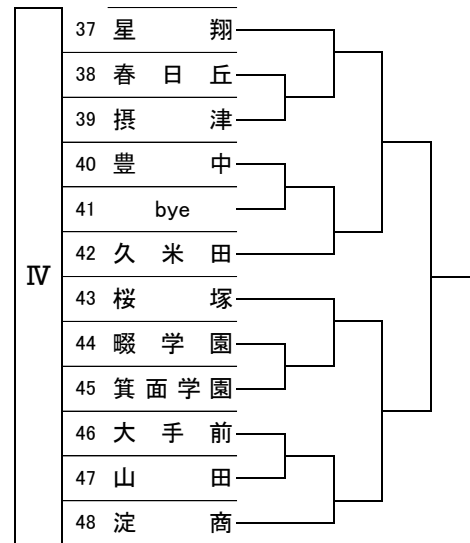 37 星翔
38 春日丘
39 摂津
40 豊中
41 bye
42 久米田
Ⅳ
43 桜塚
44 畷学園
45 箕面学園
46 大手前
47 山田
48 淀商